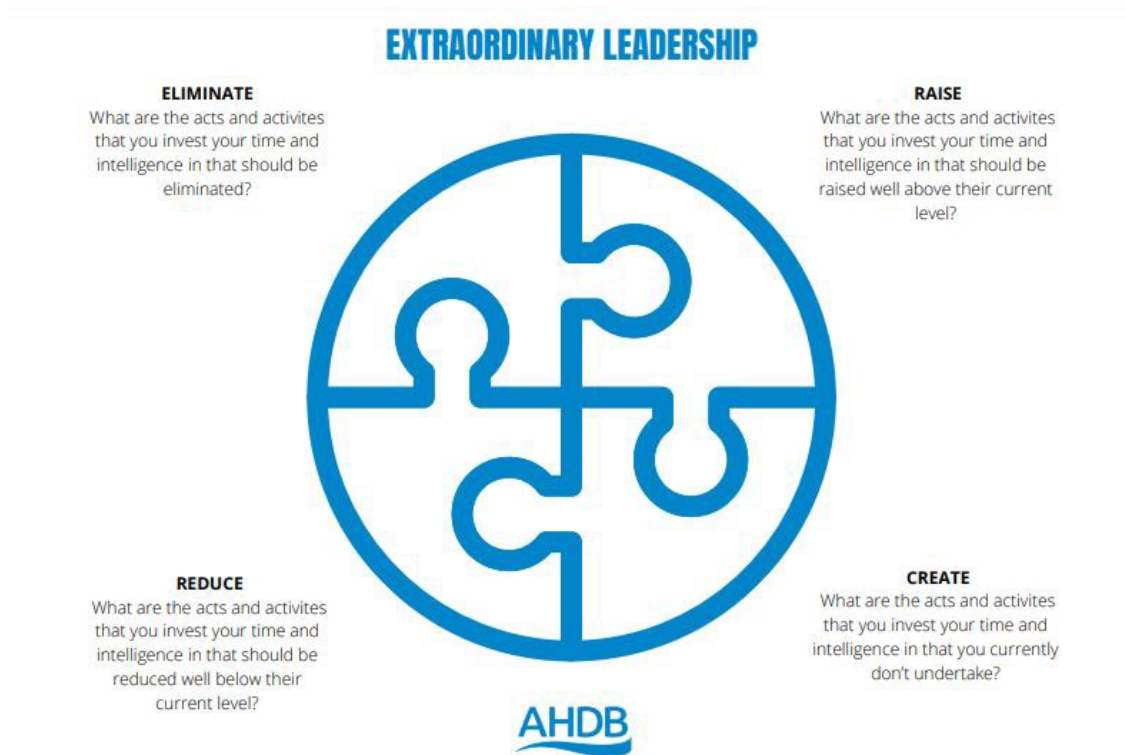 EXTRAORDINARY LEADERSHIP
ELIMINATE
What are the acts and activites
that you invest your time and
intelligence in that should be
eliminated?
RAISE
What are the acts and activites
that you invest your time and
intelligence in that should be
raised well above their current
level?
REDUCE
What are the acts and activites
that you invest your time and
intelligence in that should be
reduced well below their
current level?
CREATE
What are the acts and activites
that you invest your time and
intelligence in that you currently
don't undertake?
AHDB